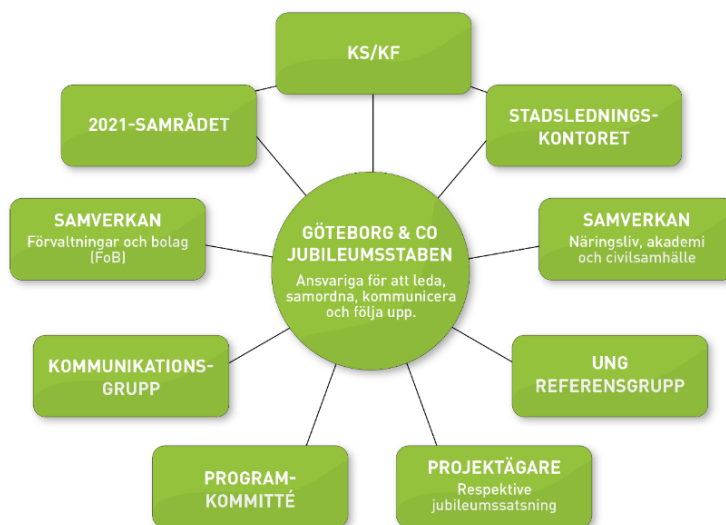 KS/KF
2021-SAMRÅDET
STADSLEDNINGS-
KONTORET
SAMVERKAN
Förvaltningar och bolag
(FoB)
GÖTEBORG & CO
JUBILEUMSSTABEN
Ansvariga för att leda,
samordna, kommunicera
och följa upp.
SAMVERKAN
Näringsliv, akademi
och civilsamhälle
KOMMUNIKATIONS-
GRUPP
UNG
REFERENSGRUPP
PROGRAM-
KOMMITTÉ
PROJEKTÄGARE
Respektive
jubileumssatsning